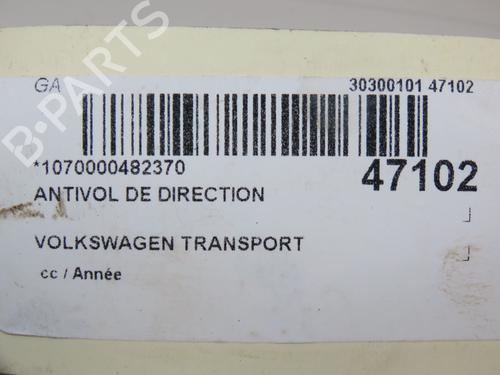 GA 30300101 47102
*1070000482370 47102
ANTIVOL DE DIRECTION
VOLKSWAGEN TRANSPORT
cc / Année
B-PARTS